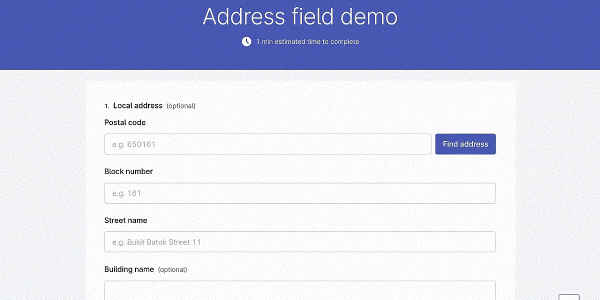 Address field demo
1 min estimated time to complete
1. Local address (optional)
Postal code
e.g. 650161
Find address
Block number
e.g. 161
Street name
e.g. Bukit Batok Street 11
Building name (optional)